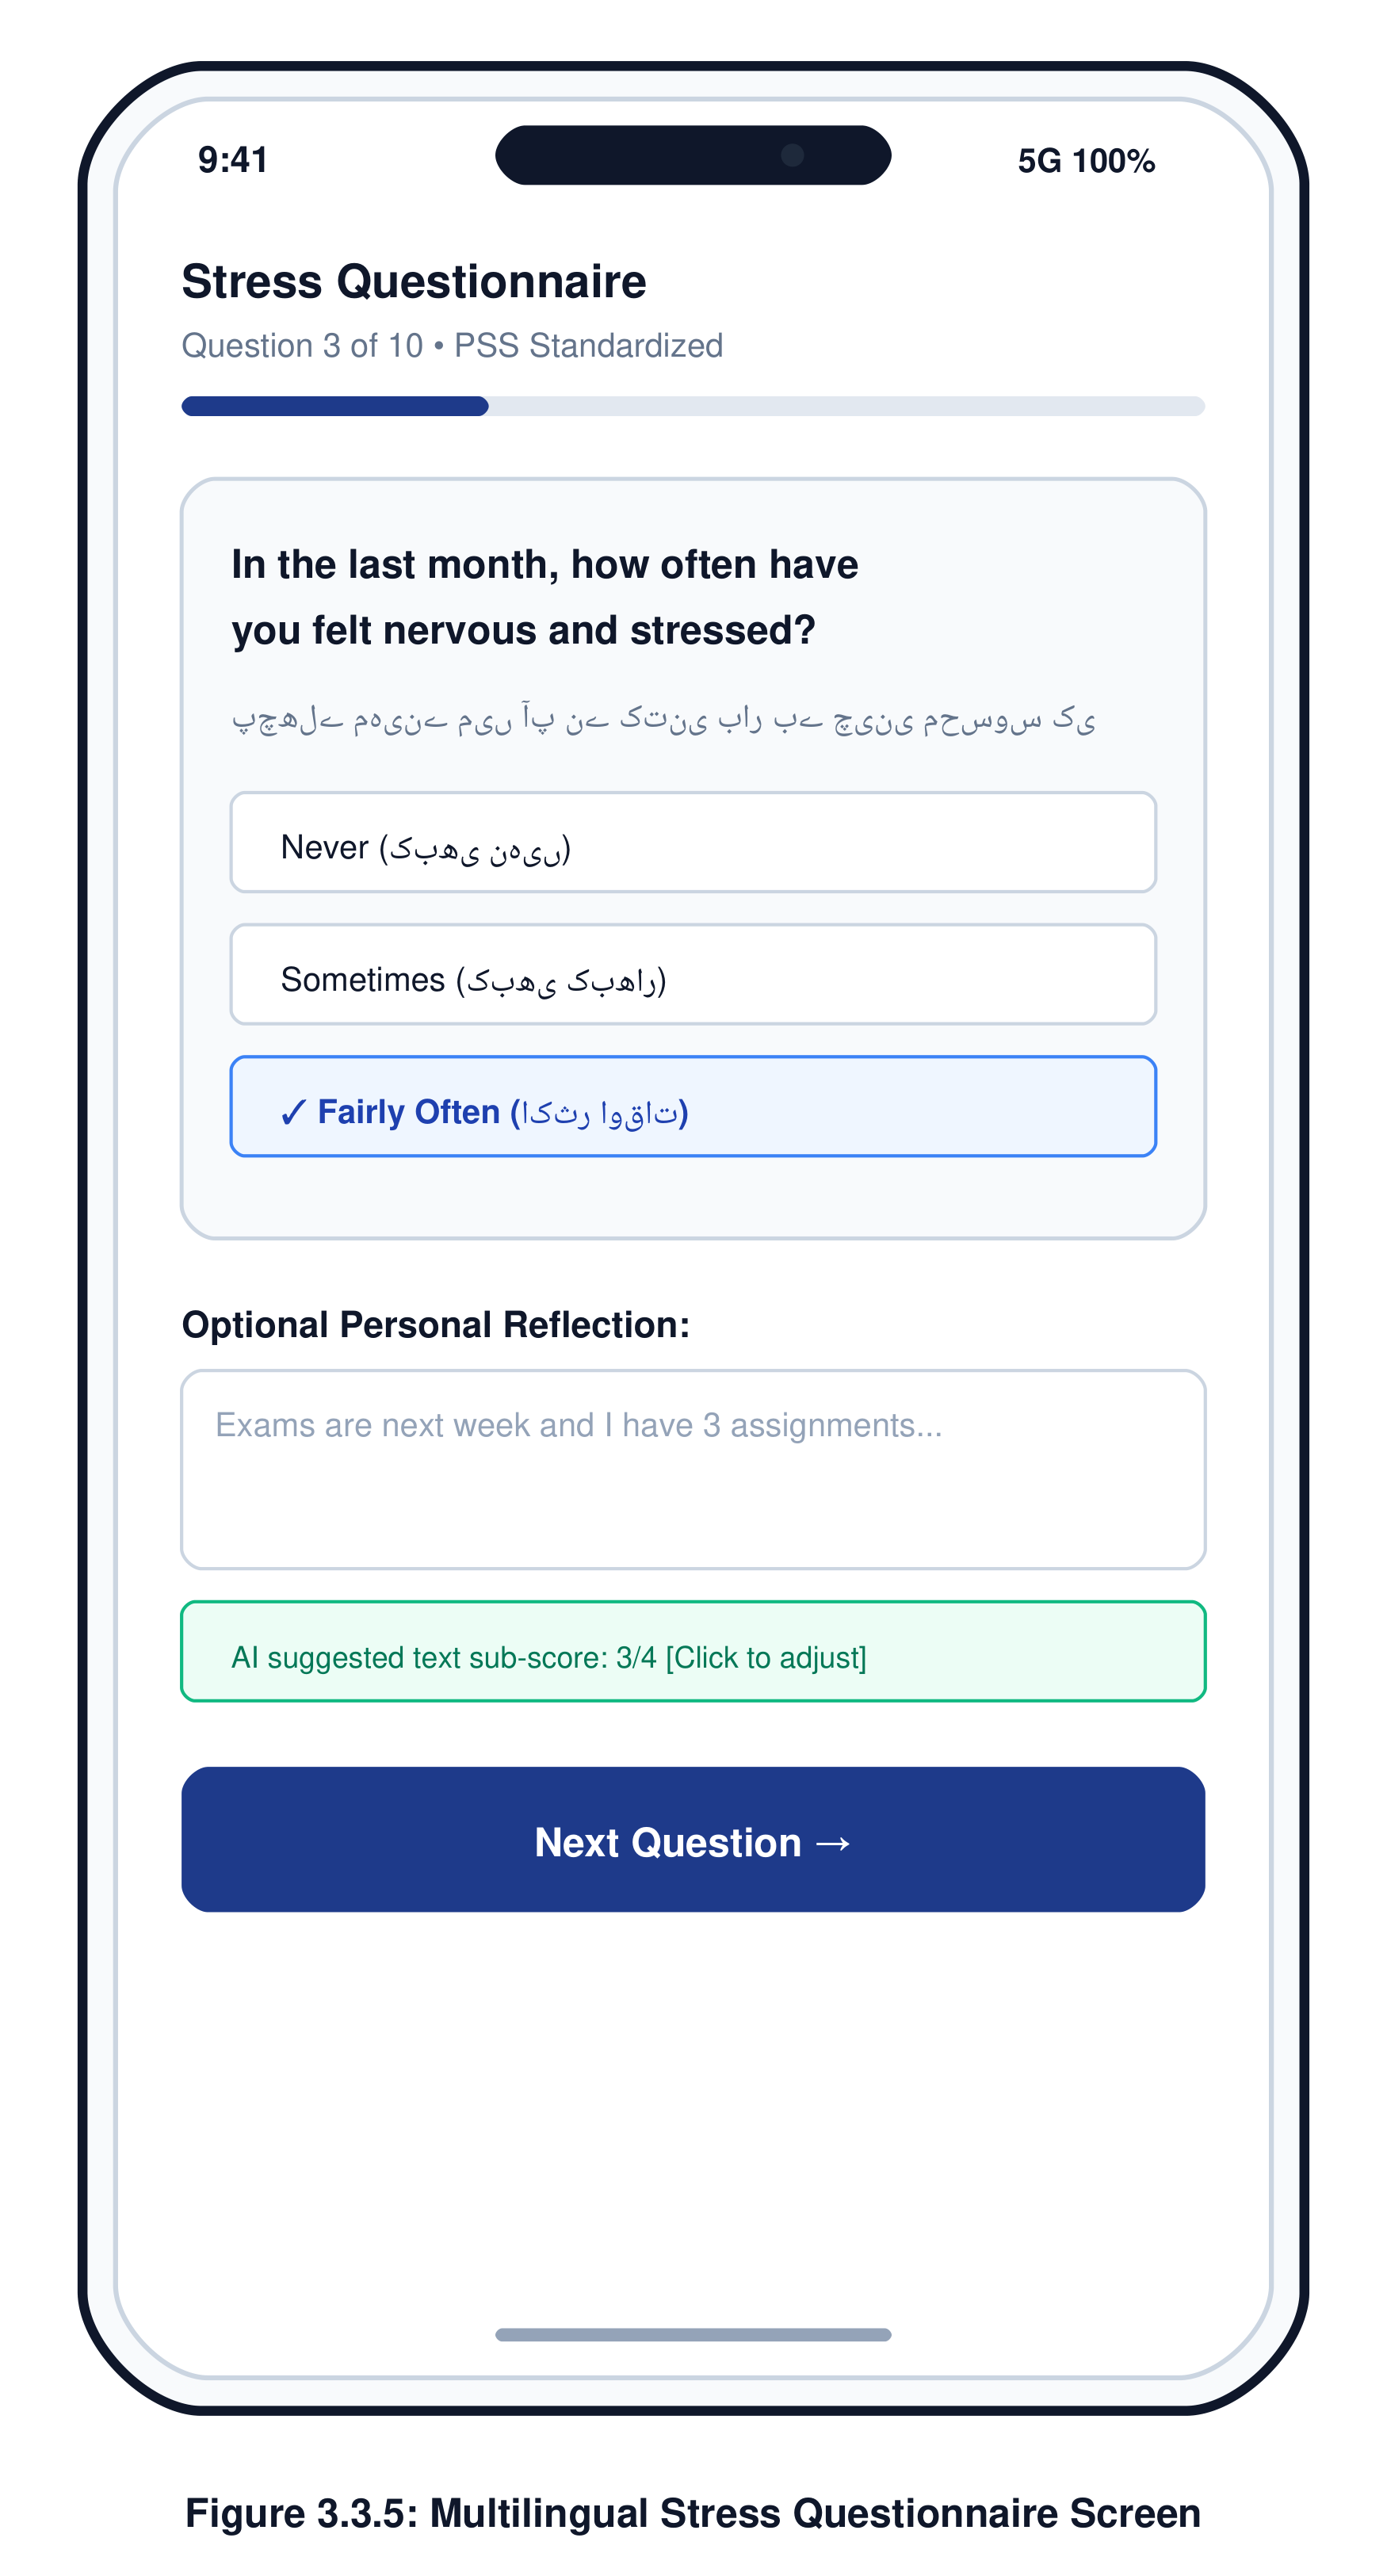 9:41
5G 100%
Stress Questionnaire
Question 3 of 10 • PSS Standardized
In the last month, how often have
you felt nervous and stressed?
پچھلے مہینے میں آپ نے کتنی بار بے چینی محسوس کی
Never (کبھی نہیں)
Sometimes (کبھی کبھار)
✓ Fairly Often (اکثر اوقات)
Optional Personal Reflection:
Exams are next week and I have 3 assignments...
AI suggested text sub-score: 3/4 [Click to adjust]
Next Question →
Figure 3.3.5: Multilingual Stress Questionnaire Screen